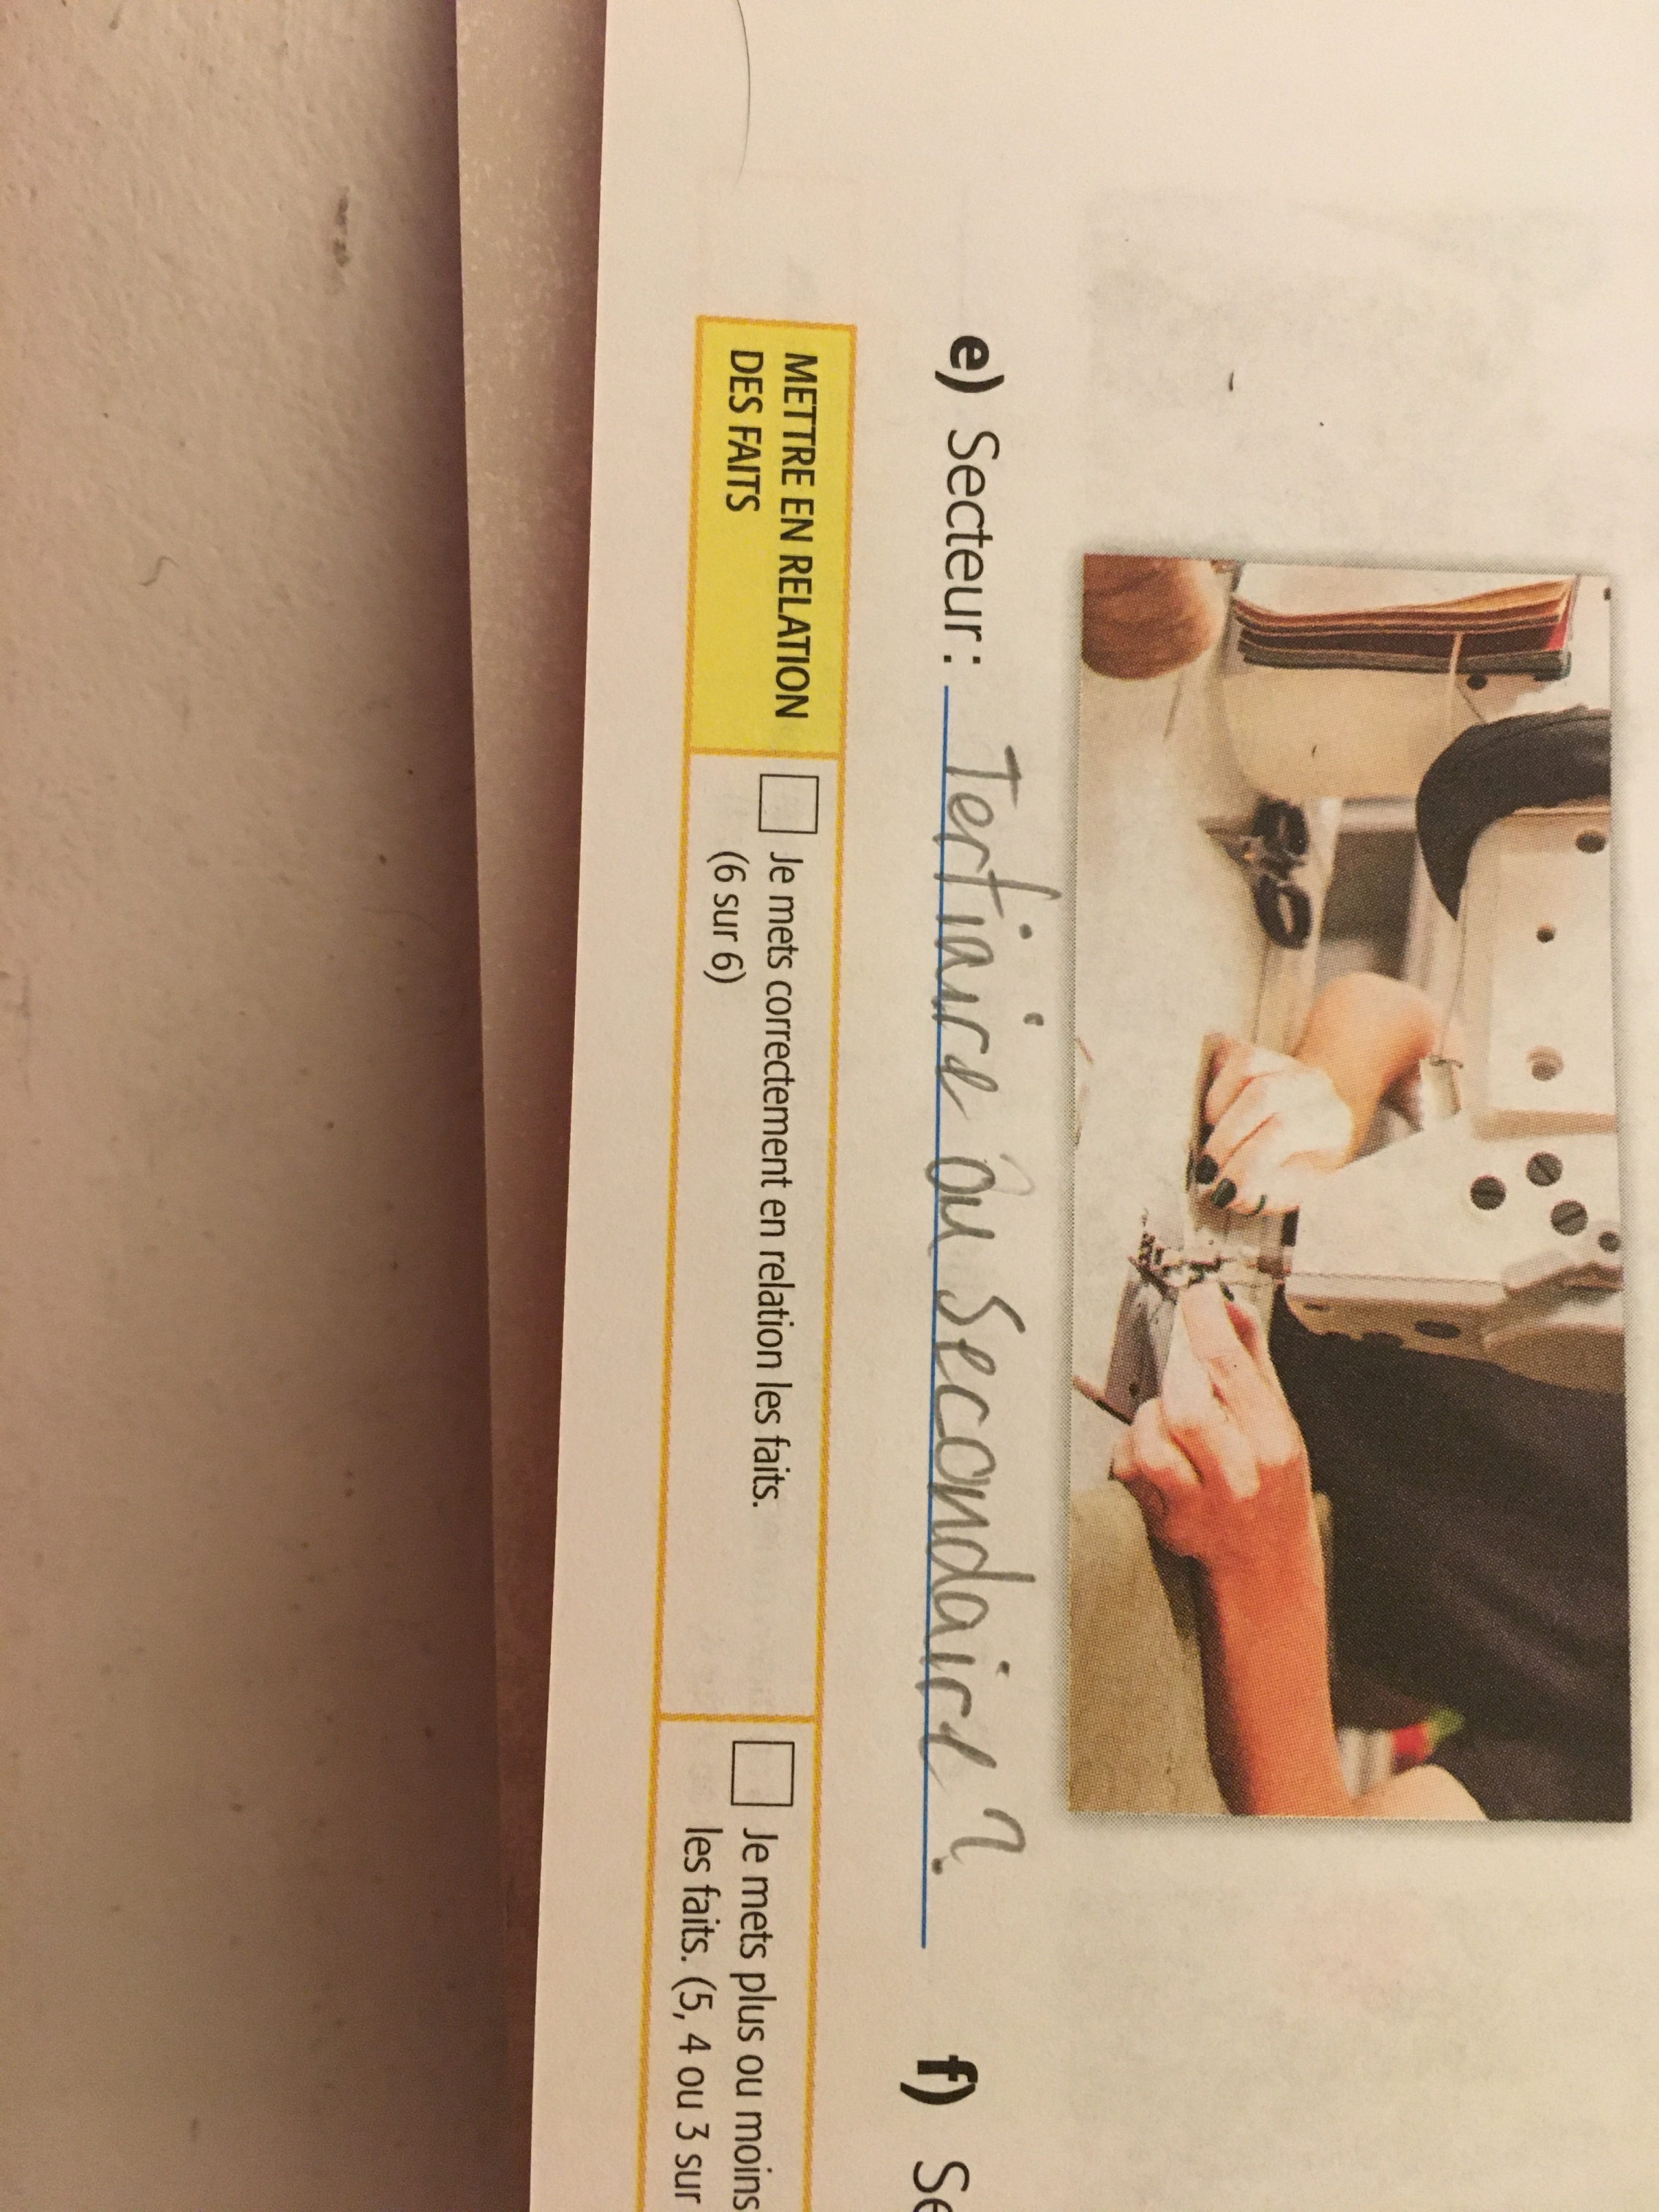 e) Secteur : Tertiaire ou Secondaire ?
f) Se
METTRE EN RELATION
DES FAITS
Je mets correctement en relation les faits.
(6 sur 6)
Je mets plus ou moins
les faits. (5, 4 ou 3 sur